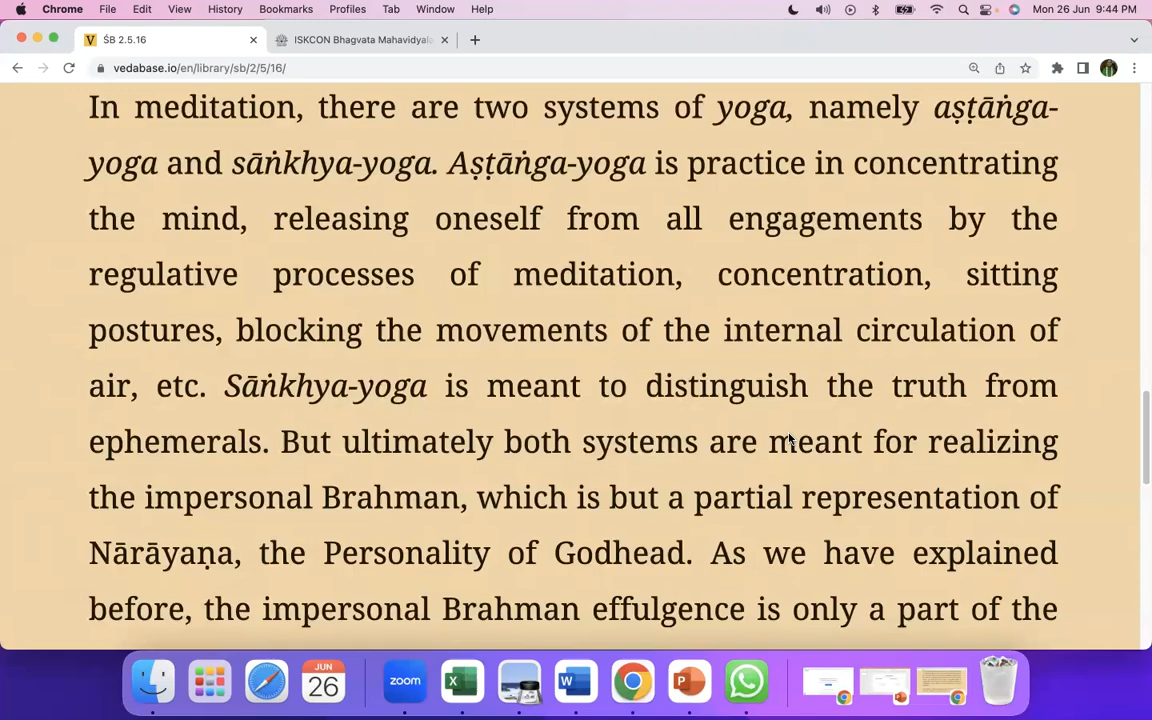 Chrome File Edit View History Bookmarks Profiles Tab Window Help Mon 26 Jun 9:44 PM
ŚB 2.5.16 ISKCON Bhagvata Mahavidyalo
vedabase.io/en/library/sb/2/5/16/
In meditation, there are two systems of yoga, namely aṣṭāṅga-
yoga and sāṅkhya-yoga. Aṣṭāṅga-yoga is practice in concentrating
the mind, releasing oneself from all engagements by the
regulative processes of meditation, concentration, sitting
postures, blocking the movements of the internal circulation of
air, etc. Sāṅkhya-yoga is meant to distinguish the truth from
ephemerals. But ultimately both systems are meant for realizing
the impersonal Brahman, which is but a partial representation of
Nārāyaṇa, the Personality of Godhead. As we have explained
before, the impersonal Brahman effulgence is only a part of the
JUN
26
zoom